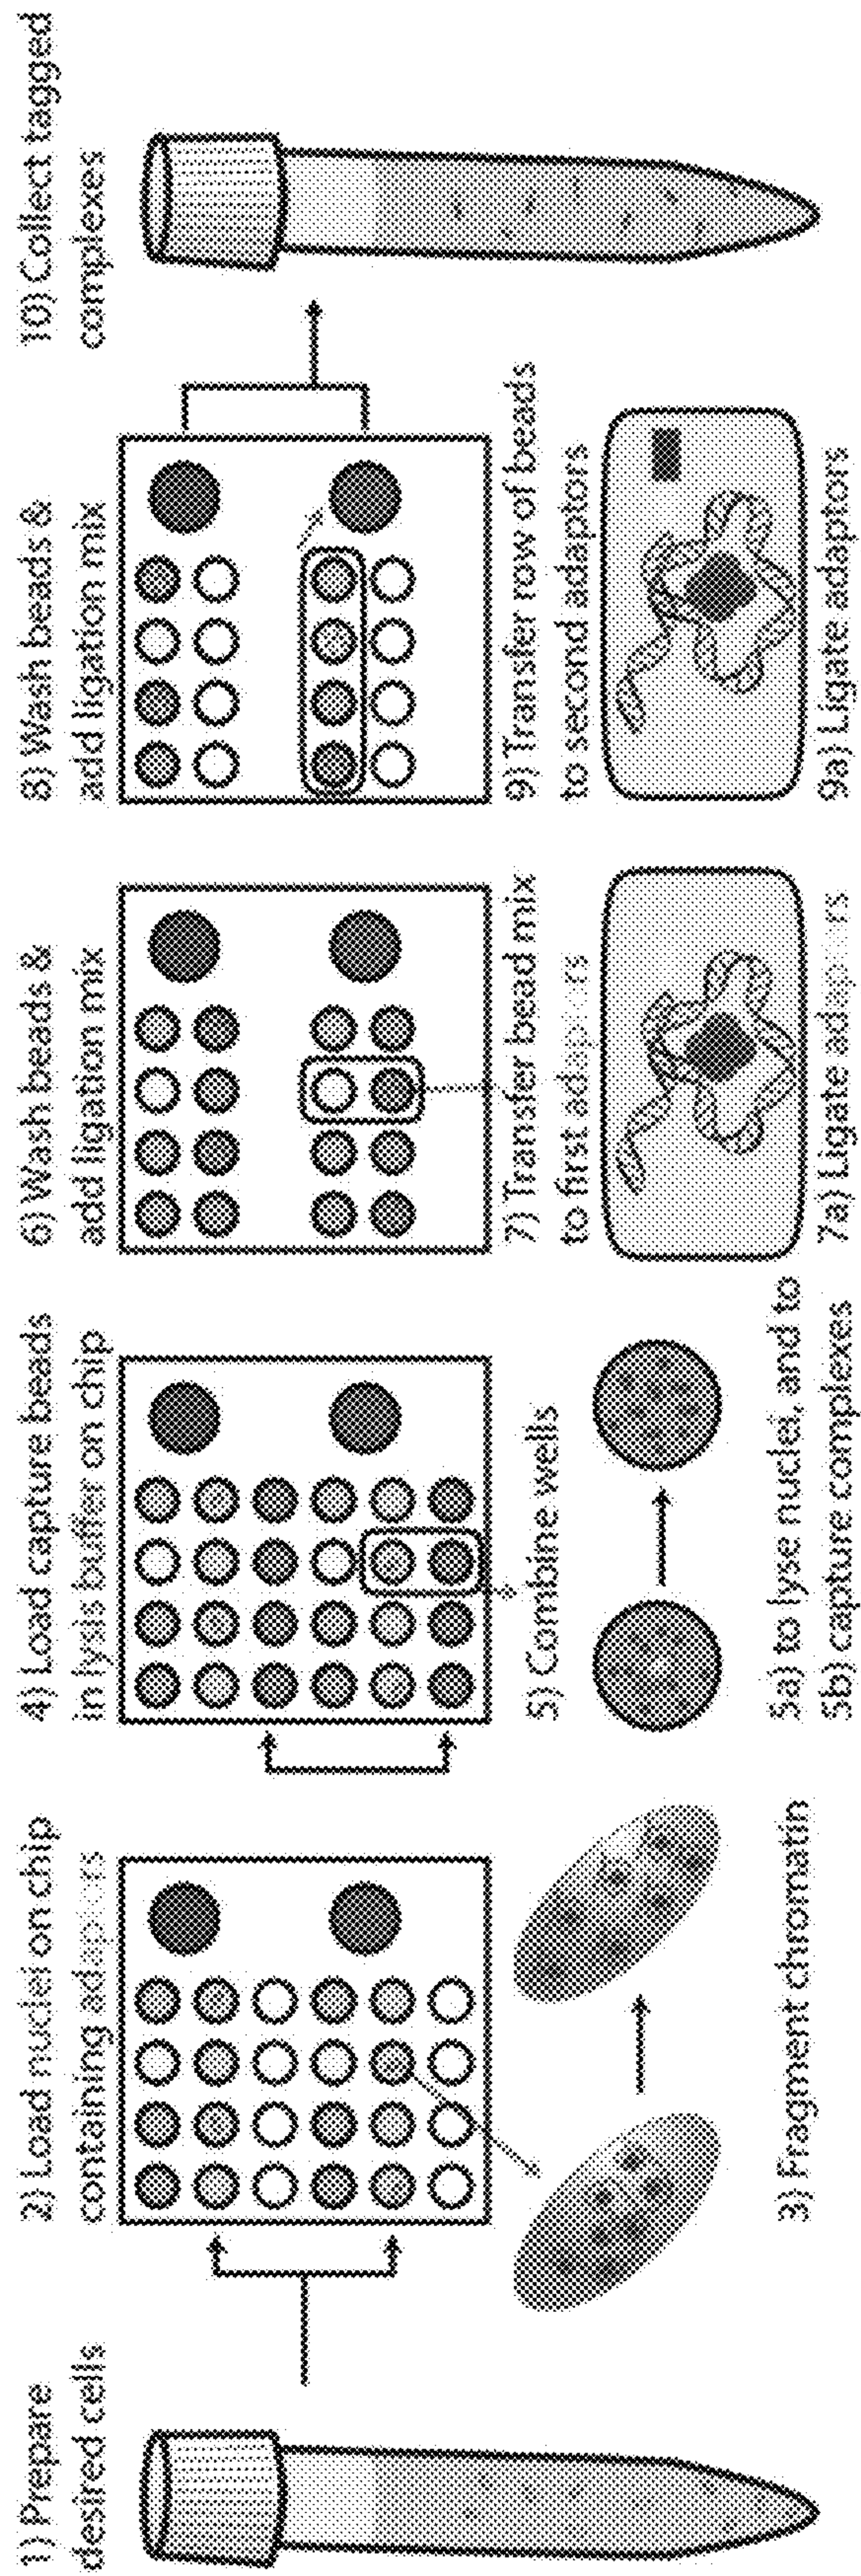 1) Prepare
desired cells
2) Load nuclei on chip
containing adaptors
3) Fragment chromatin
4) Load capture beads
in lysis buffer on chip
5) Combine wells
5a) to lyse nuclei, and to
5b) capture complexes
6) Wash beads &
add ligation mix
7) Transfer bead mix
to first adaptors
7a) Ligate adaptors
8) Wash beads &
add ligation mix
9) Transfer row of beads
to second adaptors
9a) Ligate adaptors
10) Collect tagged
complexes